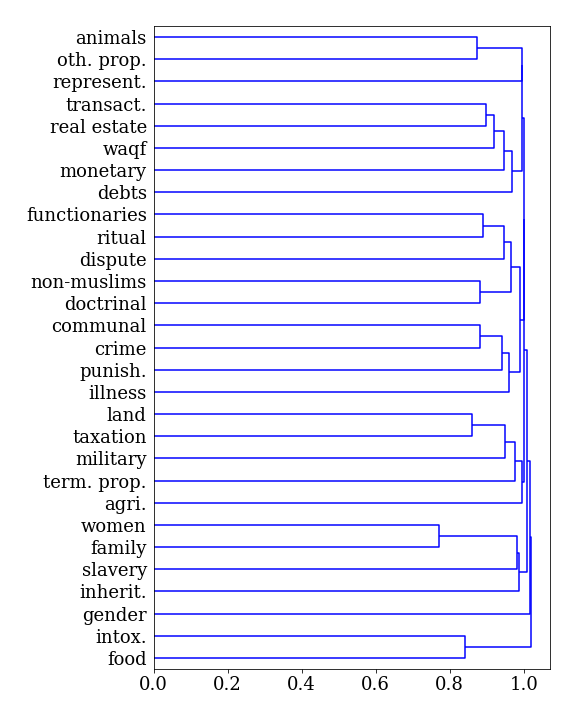 animals
oth. prop.
represent.
transact.
real estate
waqf
monetary
debts
functionaries
ritual
dispute
non-muslims
doctrinal
communal
crime
punish.
illness
land
taxation
military
term. prop.
agri.
women
family
slavery
inherit.
gender
intox.
food
0.0 0.2 0.4 0.6 0.8 1.0